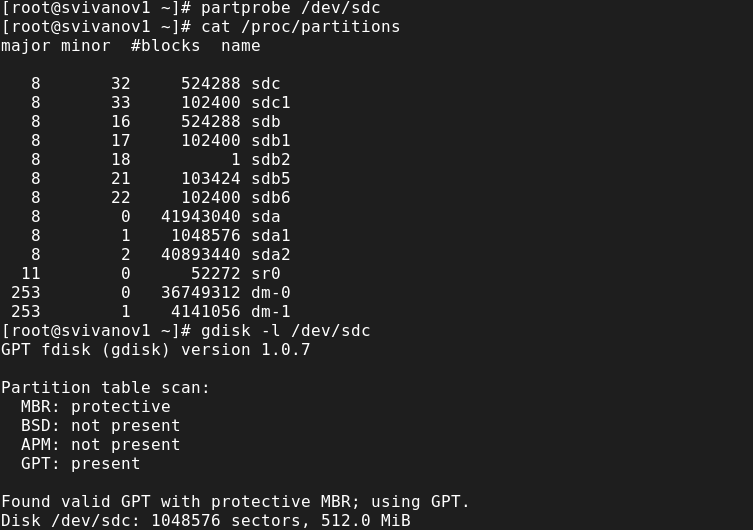 [root@svivanov1 ~]# partprobe /dev/sdc
[root@svivanov1 ~]# cat /proc/partitions
major minor  #blocks  name

   8       32     524288 sdc
   8       33     102400 sdc1
   8       16     524288 sdb
   8       17     102400 sdb1
   8       18          1 sdb2
   8       21     103424 sdb5
   8       22     102400 sdb6
   8        0   41943040 sda
   8        1    1048576 sda1
   8        2   40893440 sda2
  11        0      52272 sr0
 253        0   36749312 dm-0
 253        1    4141056 dm-1
[root@svivanov1 ~]# gdisk -l /dev/sdc
GPT fdisk (gdisk) version 1.0.7

Partition table scan:
  MBR: protective
  BSD: not present
  APM: not present
  GPT: present

Found valid GPT with protective MBR; using GPT.
Disk /dev/sdc: 1048576 sectors, 512.0 MiB